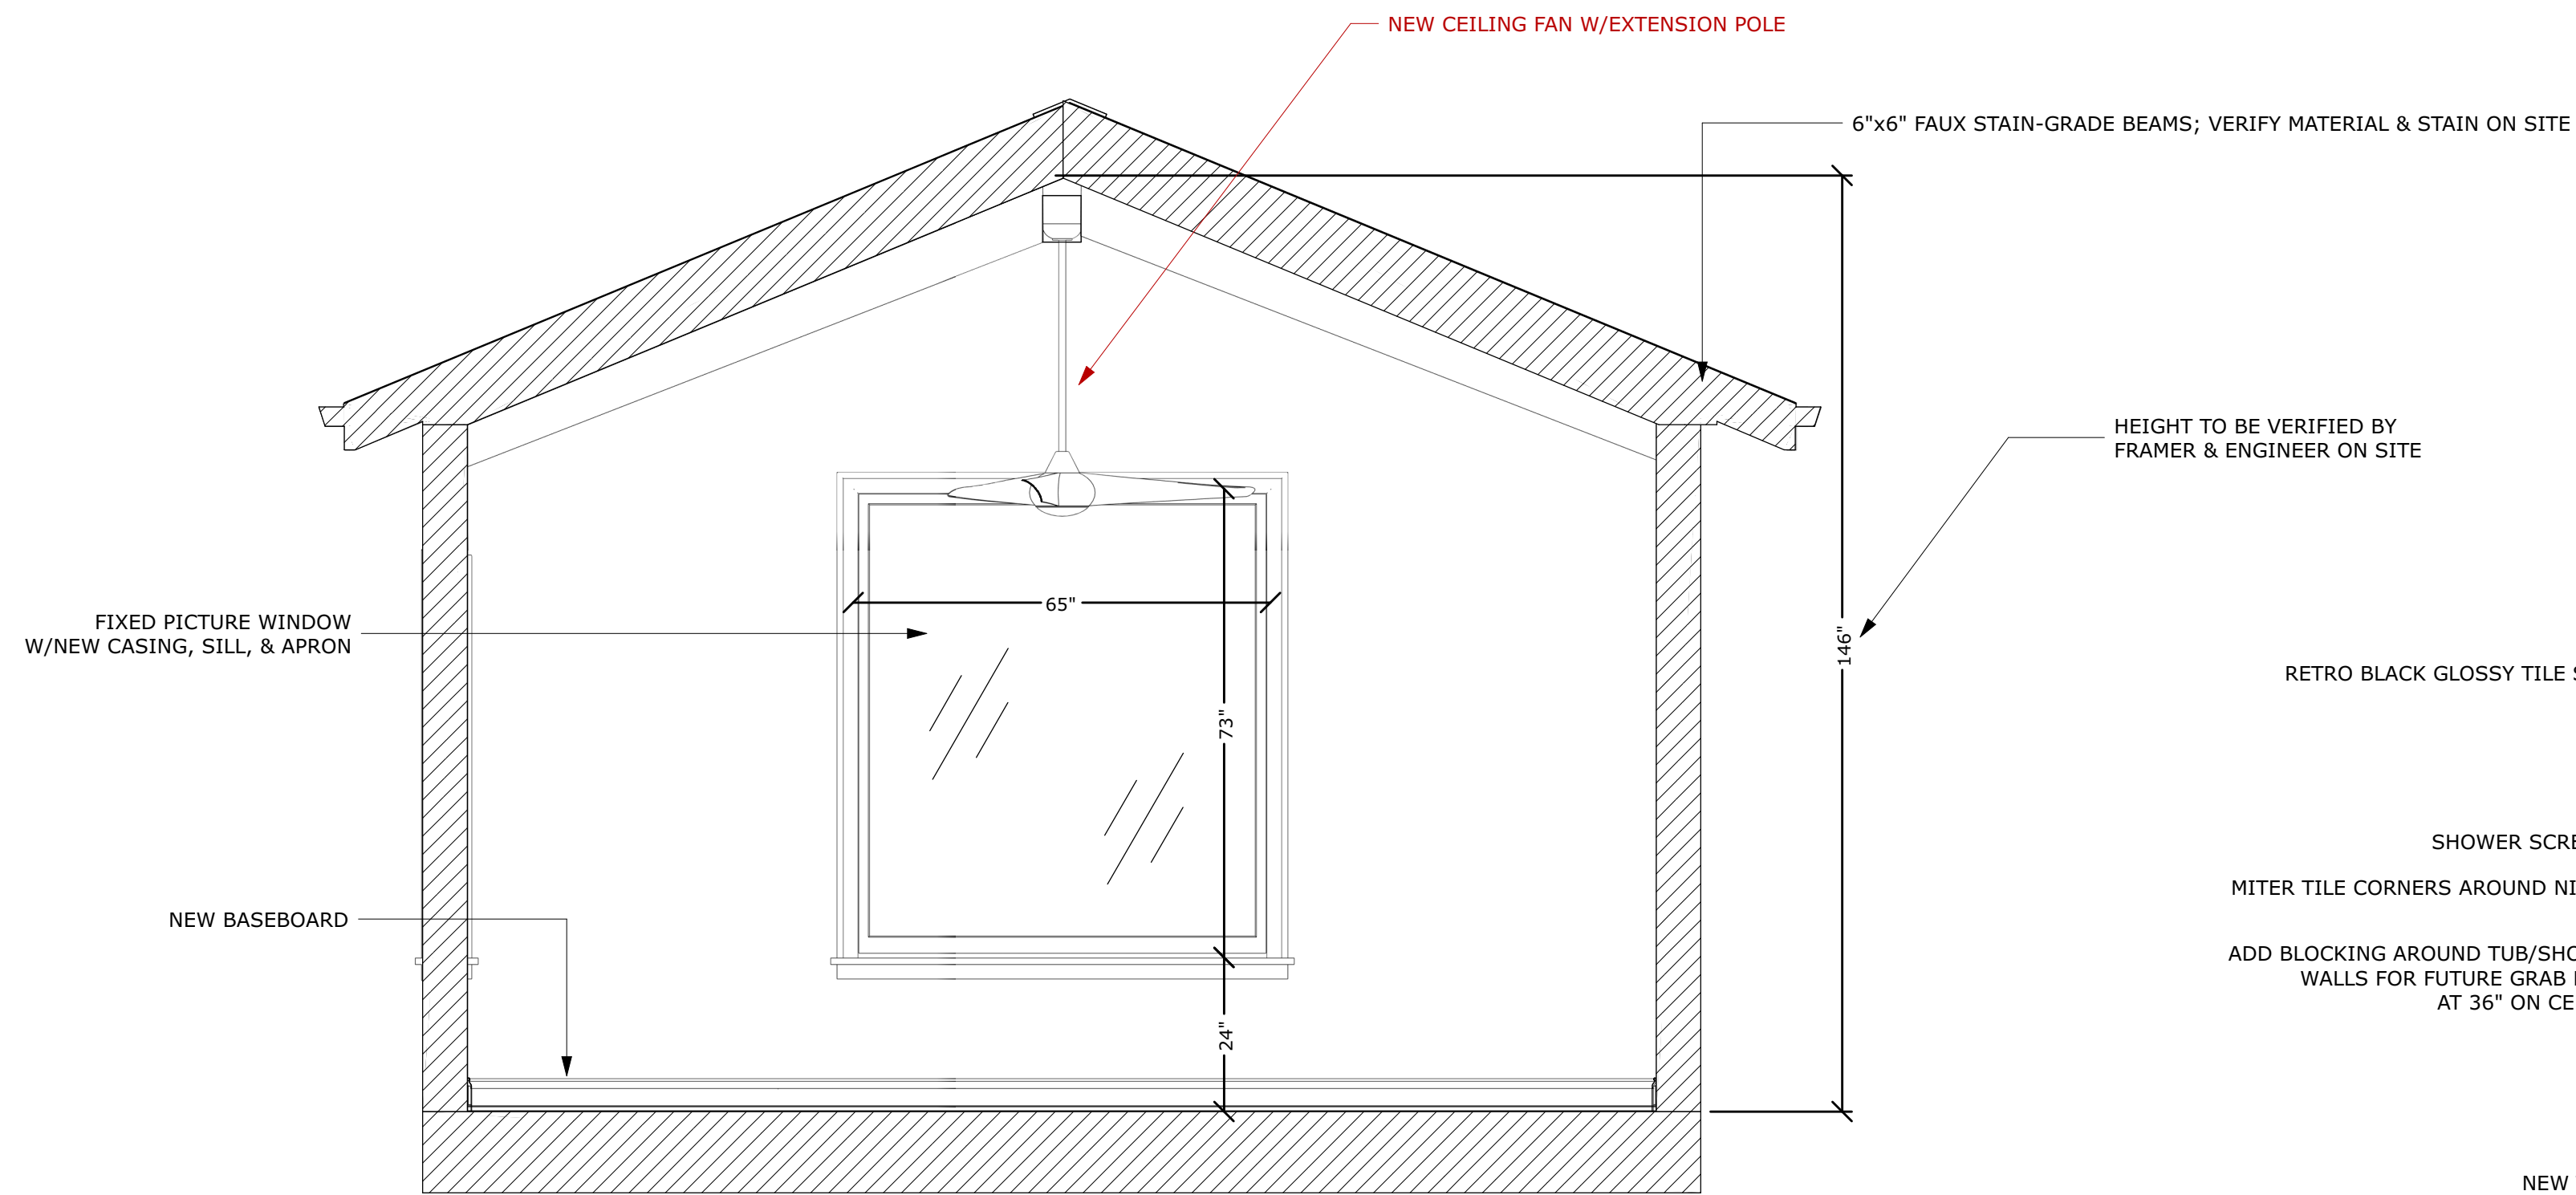 NEW CEILING FAN W/EXTENSION POLE
6"x6" FAUX STAIN-GRADE BEAMS; VERIFY MATERIAL & STAIN ON SITE
HEIGHT TO BE VERIFIED BY
FRAMER & ENGINEER ON SITE
FIXED PICTURE WINDOW
W/NEW CASING, SILL, & APRON
65"
146"
73"
RETRO BLACK GLOSSY TILE
SHOWER
MITER TILE CORNERS AROUND
NEW BASEBOARD
ADD BLOCKING AROUND
WALLS FOR FUTURE GRAB
AT 36" ON
24"
NEW